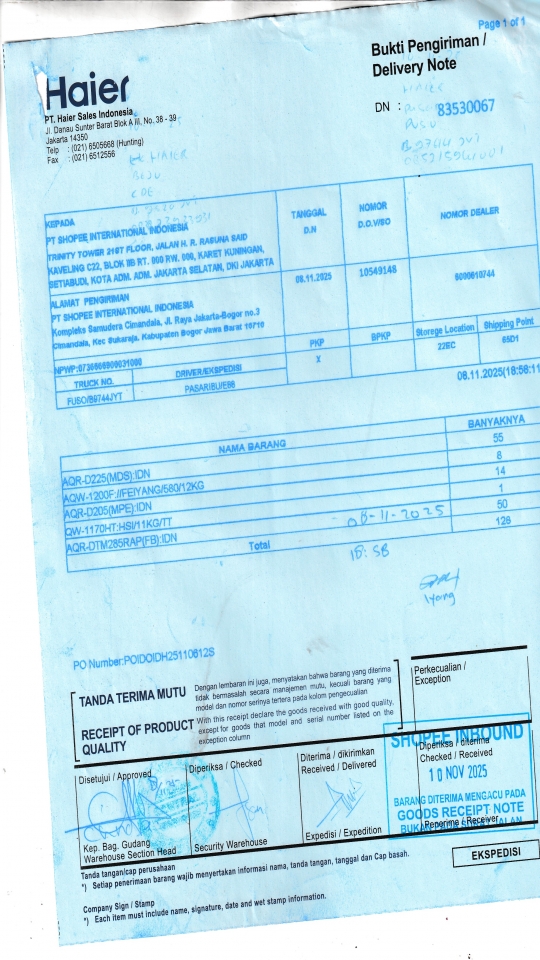 Page 1 of 1
Haier
Bukti Pengiriman /
Delivery Note
PT. Haier Sales Indonesia
Jl. Danau Sunter Barat Blok A III, No. 38 - 39
Jakarta 14350
Telp : (021) 6505668 (Hunting)
Fax : (021) 6512556
DN : 83530067
HAIER
HAIER
KEPADA
PT SHOPEE INTERNATIONAL INDONESIA
TRINITY TOWER 21ST FLOOR, JALAN H. R. RASUNA SAID
KAVELING C22, BLOK IIB RT. 000 RW. 000, KARET KUNINGAN,
SETIABUDI, KOTA ADM. ADM. JAKARTA SELATAN, DKI JAKARTA
TANGGAL
D.N
NOMOR
D.O.V/SO
NOMOR DEALER
08.11.2025
10549148
ALAMAT PENGIRIMAN
PT SHOPEE INTERNATIONAL INDONESIA
Kompleks Samudera Cimandala, Jl. Raya Jakarta-Bogor no.3
Cimandala, Kec Sukaraja, Kabupaten Bogor Jawa Barat 16710
PKP
BPKP
Storege Location
Shipping Point
X
22EC
65D1
TRUCK NO.
DRIVER/EKSPEDISI
FUSO/B9744JYT
08.11.2025(18:58:11
NAMA BARANG
BANYAKNYA
AQR-D225(MDS):IDN 55
AQW-1200F://FEIYANG/580/12KG 8
AQR-D205(MPE):IDN 14
QW-1170HT:HSI/11KG/TT 1
AQR-DTM285RAP(FB):IDN 50
Total 128
08-11-2025
18:58
Iyang
PO Number:POIDOIDH25110612S
TANDA TERIMA MUTU
Dengan lembaran ini juga, menyatakan bahwa barang yang diterima
tidak bermasalah secara manajemen mutu, kecuali barang yang
model dan nomor serinya tertera pada kolom pengecualian
RECEIPT OF PRODUCT
QUALITY
With this receipt declare the goods received with good quality,
except for goods that model and serial number listed on the
exception column
Perkecualian /
Exception
SHOPEE INBOUND
Disetujui / Approved
Diperiksa / Checked
Diterima / dikirimkan
Received / Delivered
Diperiksa / diterima
Checked / Received
10 NOV 2025
BARANG DITERIMA MENGACU PADA
GOODS RECEIPT NOTE
Kep. Bag. Gudang
Warehouse Section Head
Security Warehouse
Expedisi / Expedition
Penerima / Receiver
EKSPEDISI
Tanda tangan/cap perusahaan
*) Setiap penerimaan barang wajib menyertakan informasi nama, tanda tangan, tanggal dan Cap basah.
Company Sign / Stamp
*) Each item must include name, signature, date and wet stamp information.